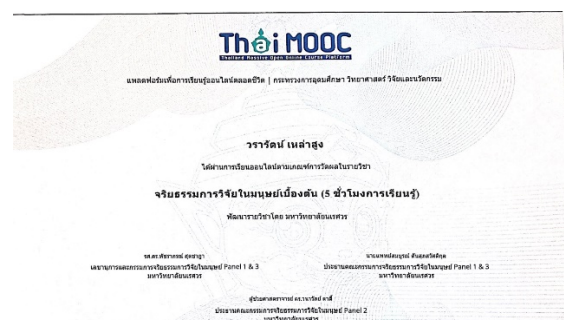 Thai MOOC
Thailand Massive Open Online Course Platform
แพลตฟอร์มเพื่อการเรียนรู้ออนไลน์ตลอดชีวิต | กระทรวงการอุดมศึกษา วิทยาศาสตร์ วิจัยและนวัตกรรม
วรารัตน์ เหล่าสูง
ได้ผ่านการเรียนออนไลน์ตามเกณฑ์การวัดผลในรายวิชา
จริยธรรมการวิจัยในมนุษย์เบื้องต้น (5 ชั่วโมงการเรียนรู้)
พัฒนารายวิชาโดย มหาวิทยาลัยนเรศวร
เลขานุการคณะกรรมการจริยธรรมการวิจัยในมนุษย์ Panel 1 & 3
มหาวิทยาลัยนเรศวร
ประธานคณะกรรมการจริยธรรมการวิจัยในมนุษย์ Panel 1 & 3
มหาวิทยาลัยนเรศวร
ผู้ช่วยศาสตราจารย์
ประธานคณะกรรมการจริยธรรมการวิจัยในมนุษย์ Panel 2
มหาวิทยาลัยนเรศวร